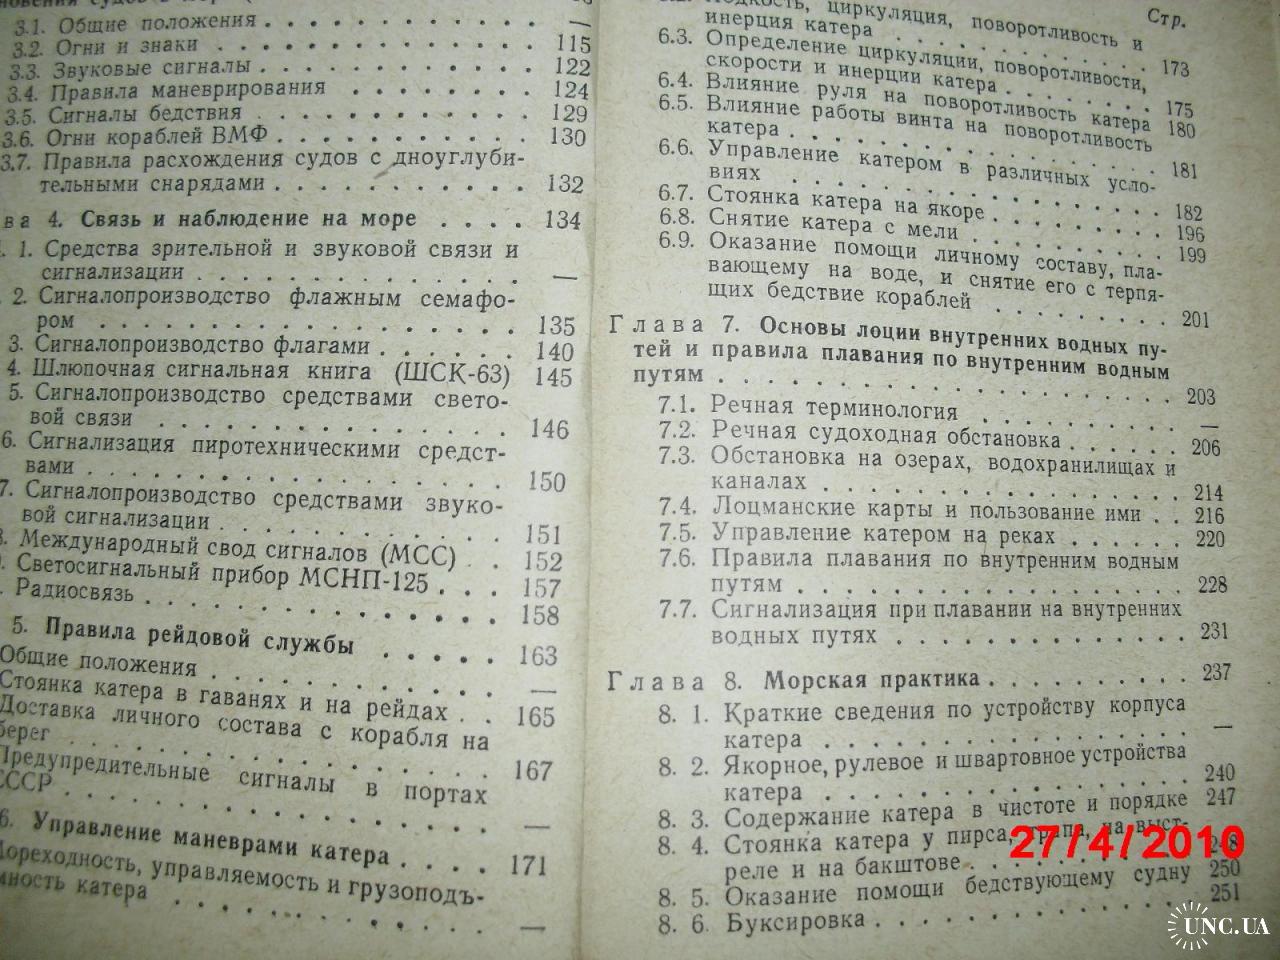 3.1. Общие положения . . . . . . . . . . . . —
3.2. Огни и знаки . . . . . . . . . . . . 115
3.3. Звуковые сигналы . . . . . . . . . . . 122
3.4. Правила маневрирования . . . . . . . . 124
3.5. Сигналы бедствия . . . . . . . . . . . 129
3.6. Огни кораблей ВМФ . . . . . . . . . . 130
3.7. Правила расхождения судов с дноуглуби-
тельными снарядами . . . . . . . . . . . 132
ва 4. Связь и наблюдение на море . . . . 134
1. Средства зрительной и звуковой связи и
сигнализации . . . . . . . . . . . . . —
2. Сигналопроизводство флажным семафо-
ром . . . . . . . . . . . . . . . . . 135
3. Сигналопроизводство флагами . . . . . . 140
4. Шлюпочная сигнальная книга (ШСК-63) 145
5. Сигналопроизводство средствами свето-
вой связи . . . . . . . . . . . . . . 146
6. Сигнализация пиротехническими средст-
вами . . . . . . . . . . . . . . . . 150
7. Сигналопроизводство средствами звуко-
вой сигнализации . . . . . . . . . . . 151
Международный свод сигналов (МСС) . 152
Светосигнальный прибор МСНП-125 . . . 157
Радиосвязь . . . . . . . . . . . . . . 158
5. Правила рейдовой службы . . . . . 163
Общие положения . . . . . . . . . . . —
Стоянка катера в гаванях и на рейдах . . 165
Доставка личного состава с корабля на
берег . . . . . . . . . . . . . . . . 167
Предупредительные сигналы в портах
СССР . . . . . . . . . . . . . . . . —
6. Управление маневрами катера . . . . 171
Мореходность, управляемость и грузоподъ-
мность катера . . . . . . . . . . . . —
Стр.
циркуляция, поворотливость и
инерция катера . . . . . . . . . . . 173
6.3. Определение циркуляции, поворотливости,
скорости и инерции катера . . . . . . . 175
6.4. Влияние руля на поворотливость катера 180
6.5. Влияние работы винта на поворотливость
катера . . . . . . . . . . . . . . . 181
6.6. Управление катером в различных усло-
виях . . . . . . . . . . . . . . . . 182
6.7. Стоянка катера на якоре . . . . . . . . 196
6.8. Снятие катера с мели . . . . . . . . . 199
6.9. Оказание помощи личному составу, пла-
вающему на воде, и снятие его с терпя-
щих бедствие кораблей . . . . . . . . . 201
Глава 7. Основы лоции внутренних водных пу-
тей и правила плавания по внутренним водным
путям . . . . . . . . . . . . . . . . . 203
7.1. Речная терминология . . . . . . . . . —
7.2. Речная судоходная обстановка . . . . . . 206
7.3. Обстановка на озерах, водохранилищах и
каналах . . . . . . . . . . . . . . . 214
7.4. Лоцманские карты и пользование ими . . 216
7.5. Управление катером на реках . . . . . . 220
7.6. Правила плавания по внутренним водным
путям . . . . . . . . . . . . . . . . 228
7.7. Сигнализация при плавании на внутренних
водных путях . . . . . . . . . . . . . 231
Глава 8. Морская практика . . . . . . . . . . 237
8. 1. Краткие сведения по устройству корпуса
катера . . . . . . . . . . . . . . . —
8. 2. Якорное, рулевое и швартовное устройства
катера . . . . . . . . . . . . . . . 240
8. 3. Содержание катера в чистоте и порядке 247
8. 4. Стоянка катера у пирса, трапа, на выст-
реле и на бакштове . . . . . . . . . . 248
8. 5. Оказание помощи бедствующему судну 250
8. 6. Буксировка . . . . . . . . . . . . . . 251
27/4/2010
UNC.UA